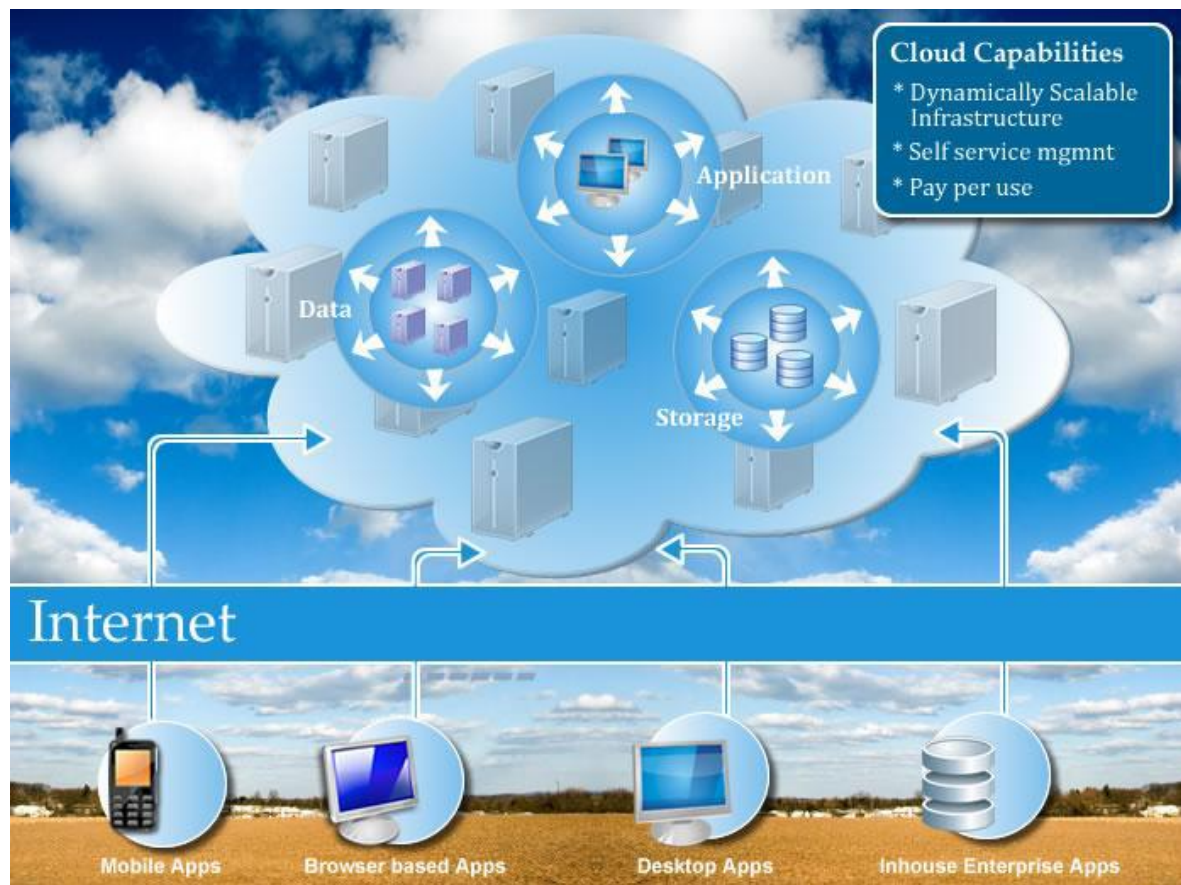 Cloud Capabilities
* Dynamically Scalable
Infrastructure
* Self service mgmnt
* Pay per use
Application
Data
Storage
Internet
Mobile Apps
Browser based Apps
Desktop Apps
Inhouse Enterprise Apps